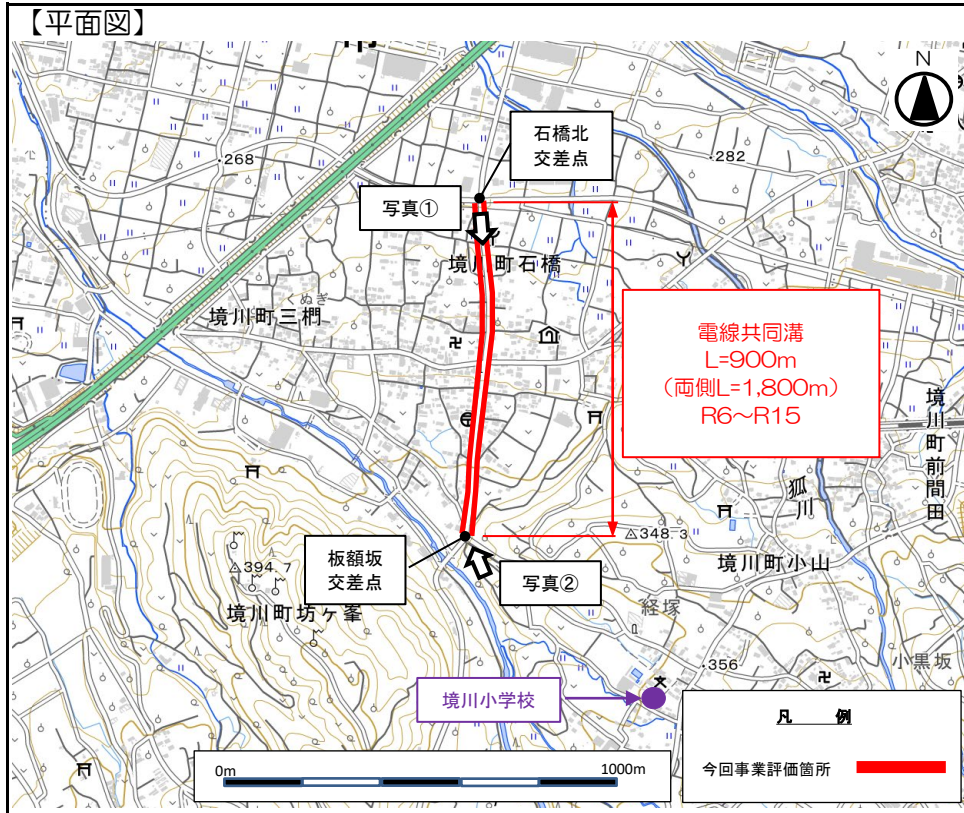 【平面図】
N
石橋北
交差点
・268
・282
写真①
境川町石橋
くぬぎ
境川町三椚
電線共同溝
L=900m
（両側L=1,800m）
R6～R15
境川町前間田
狐川
△348.3
板額坂
交差点
写真②
△394.7
境川町小山
境川町坊ヶ峯
経塚
・356
小黒坂
境川小学校
凡　例
0m
1000m
今回事業評価箇所